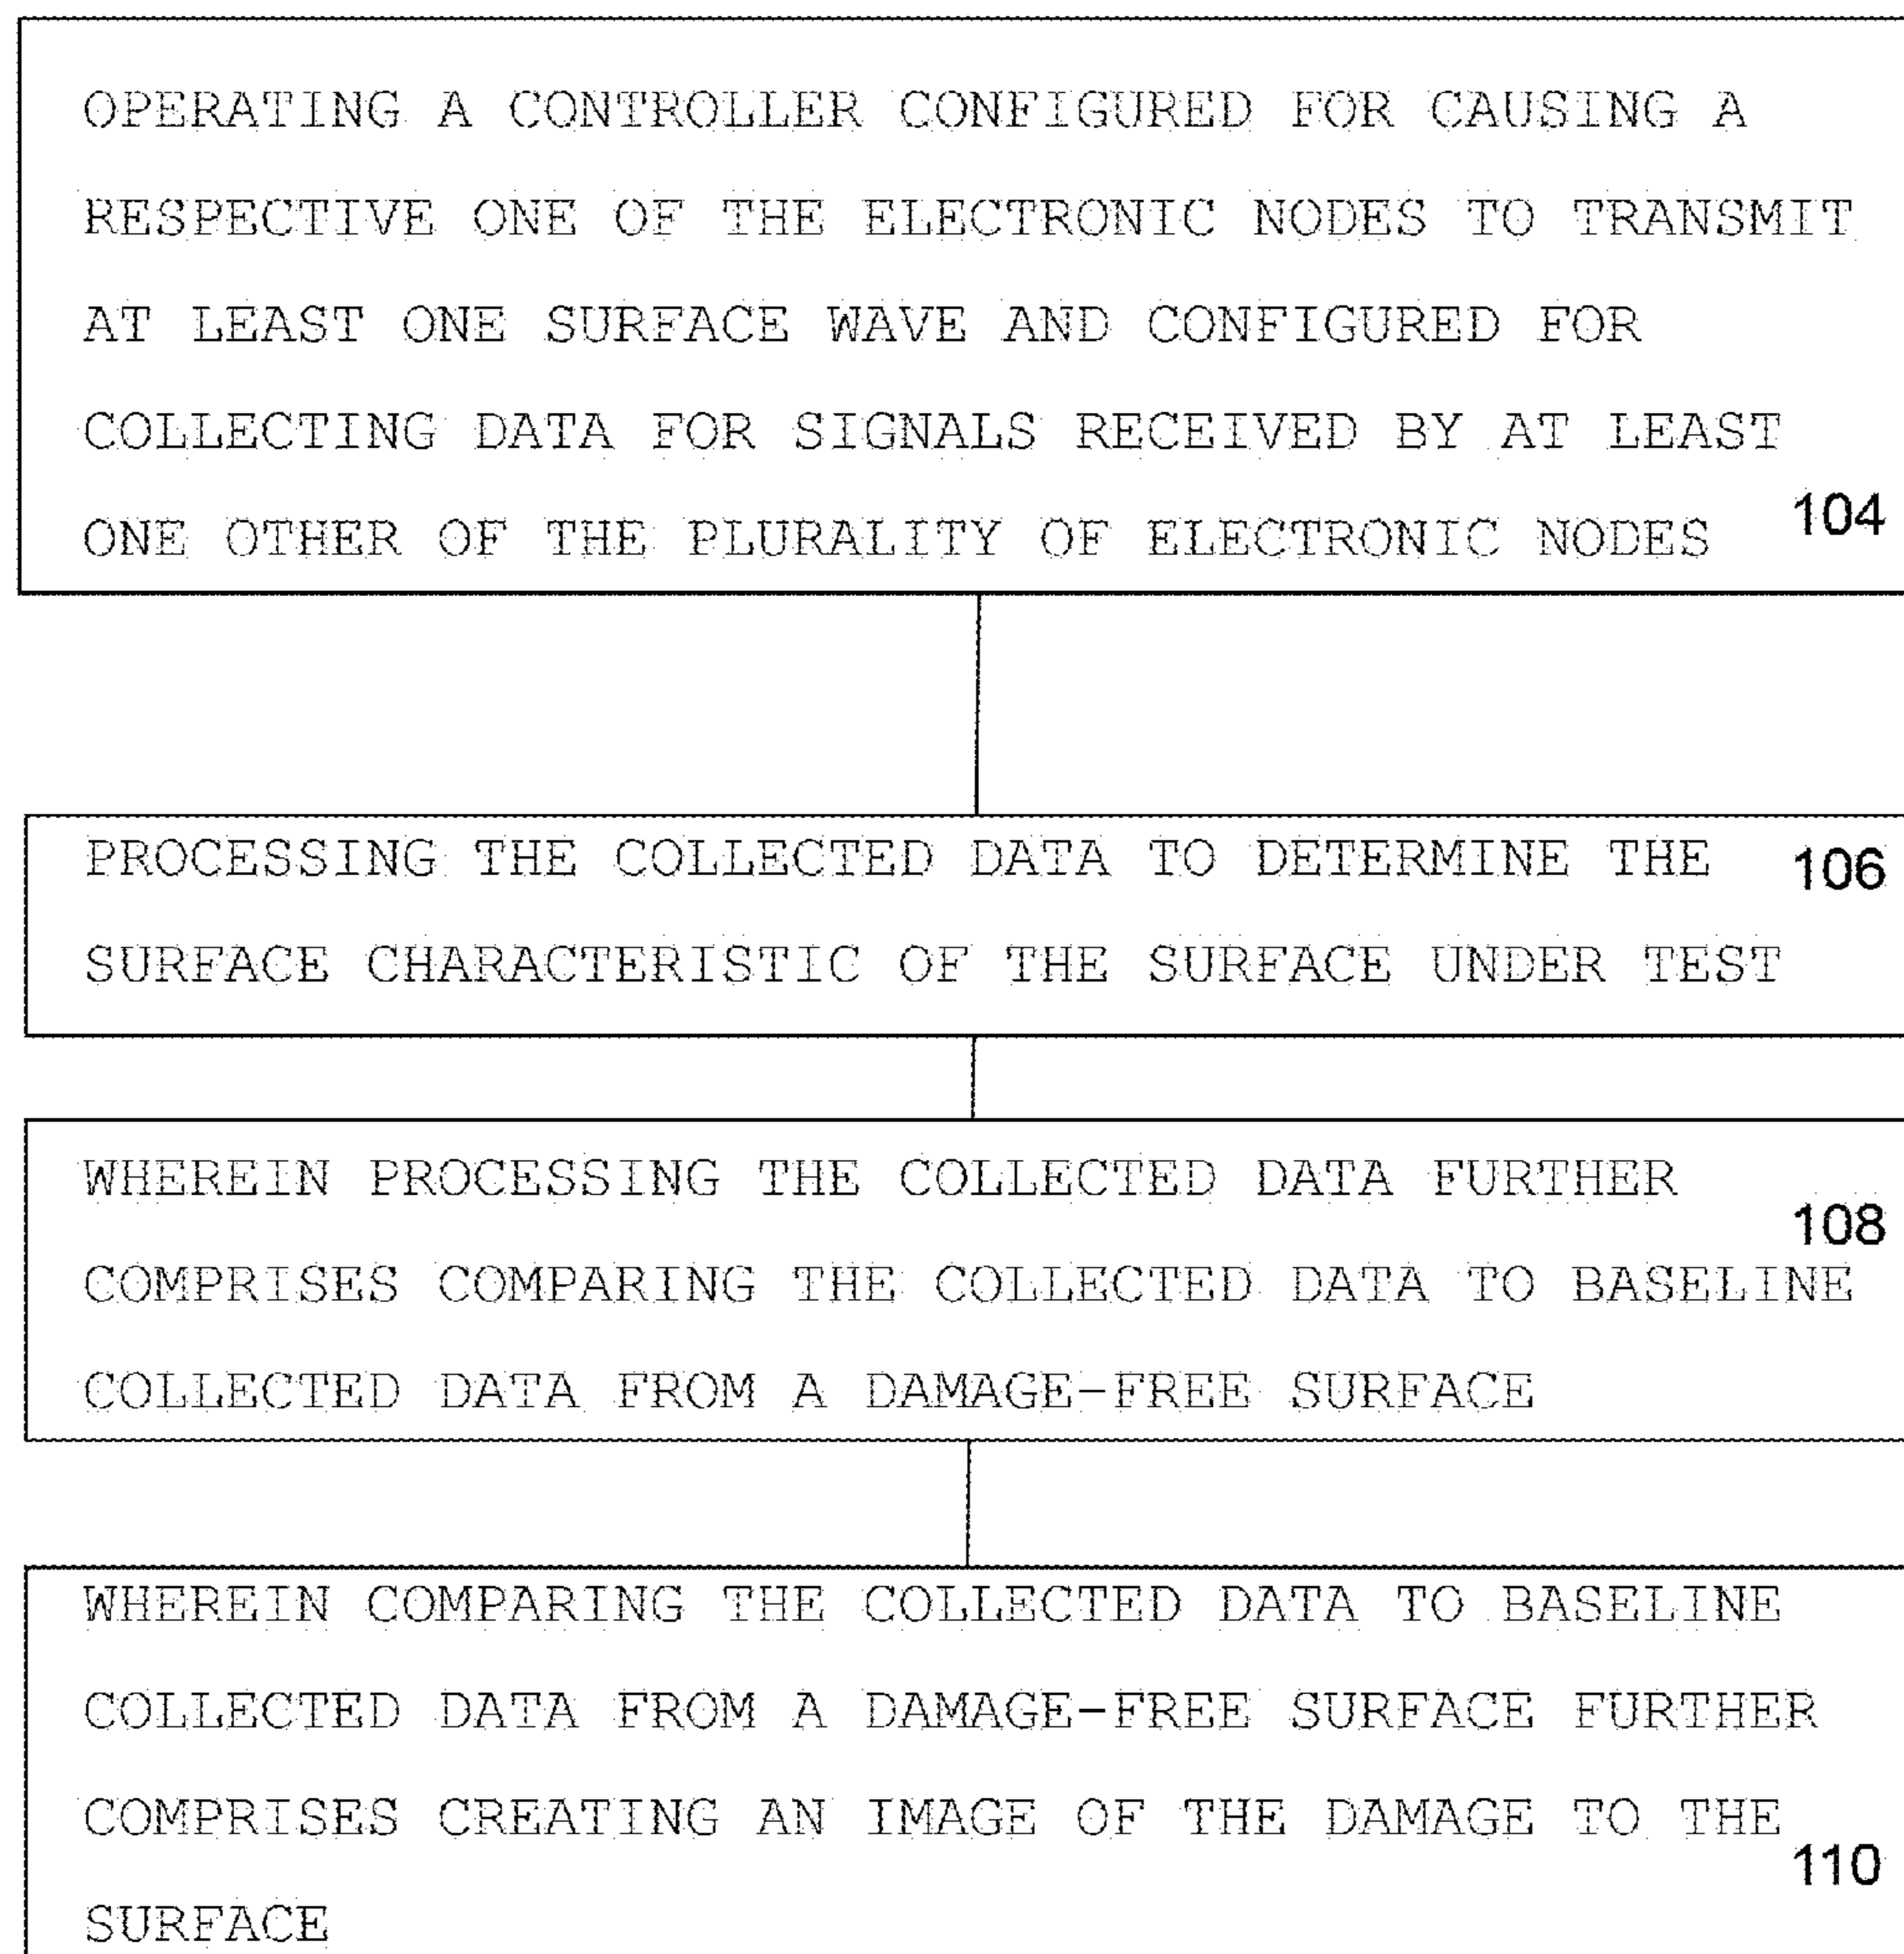 OPERATING A CONTROLLER CONFIGURED FOR CAUSING A
RESPECTIVE ONE OF THE ELECTRONIC NODES TO TRANSMIT
AT LEAST ONE SURFACE WAVE AND CONFIGURED FOR
COLLECTING DATA FOR SIGNALS RECEIVED BY AT LEAST
ONE OTHER OF THE PLURALITY OF ELECTRONIC NODES 104
PROCESSING THE COLLECTED DATA TO DETERMINE THE 106
SURFACE CHARACTERISTIC OF THE SURFACE UNDER TEST
WHEREIN PROCESSING THE COLLECTED DATA FURTHER
108
COMPRISES COMPARING THE COLLECTED DATA TO BASELINE
COLLECTED DATA FROM A DAMAGE-FREE SURFACE
WHEREIN COMPARING THE COLLECTED DATA TO BASELINE
COLLECTED DATA FROM A DAMAGE-FREE SURFACE FURTHER
COMPRISES CREATING AN IMAGE OF THE DAMAGE TO THE
110
SURFACE